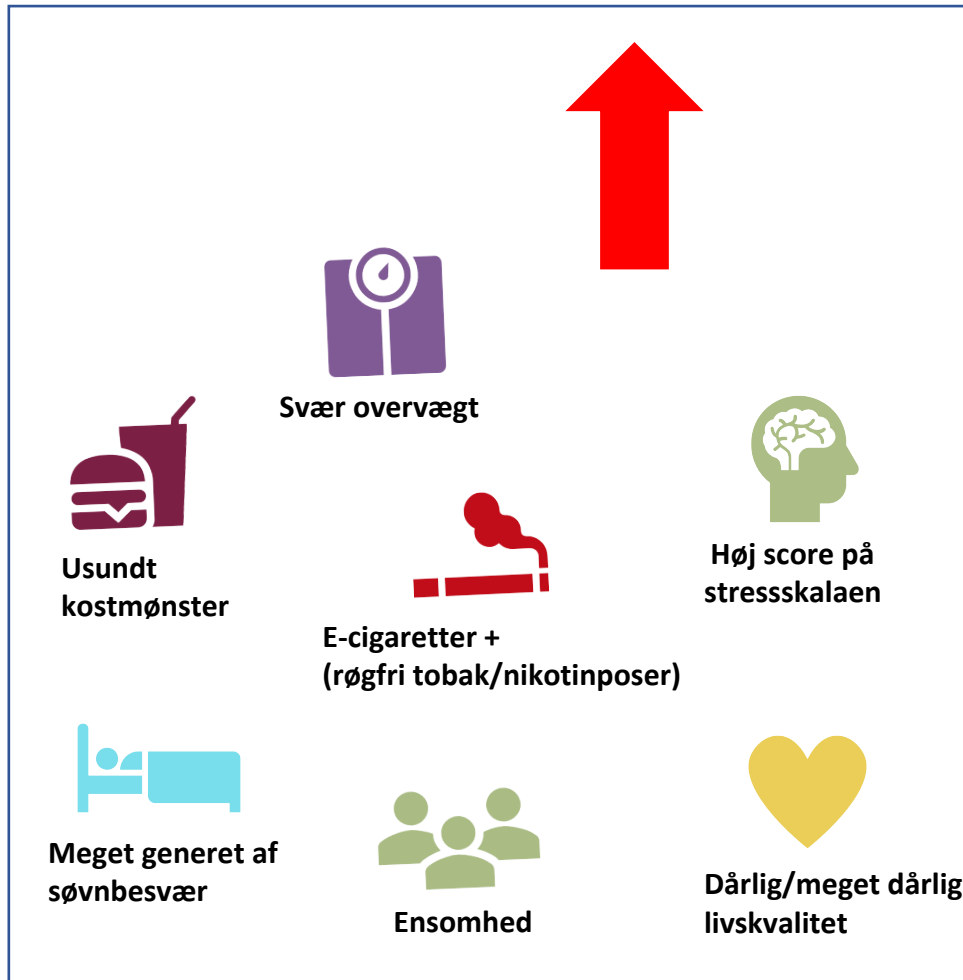 Svær overvægt
Usundt
kostmønster
Høj score på
stressskalaen
E-cigaretter +
(røgfri tobak/nikotinposer)
Meget generet af
søvnbesvær
Ensomhed
Dårlig/meget dårlig
livskvalitet